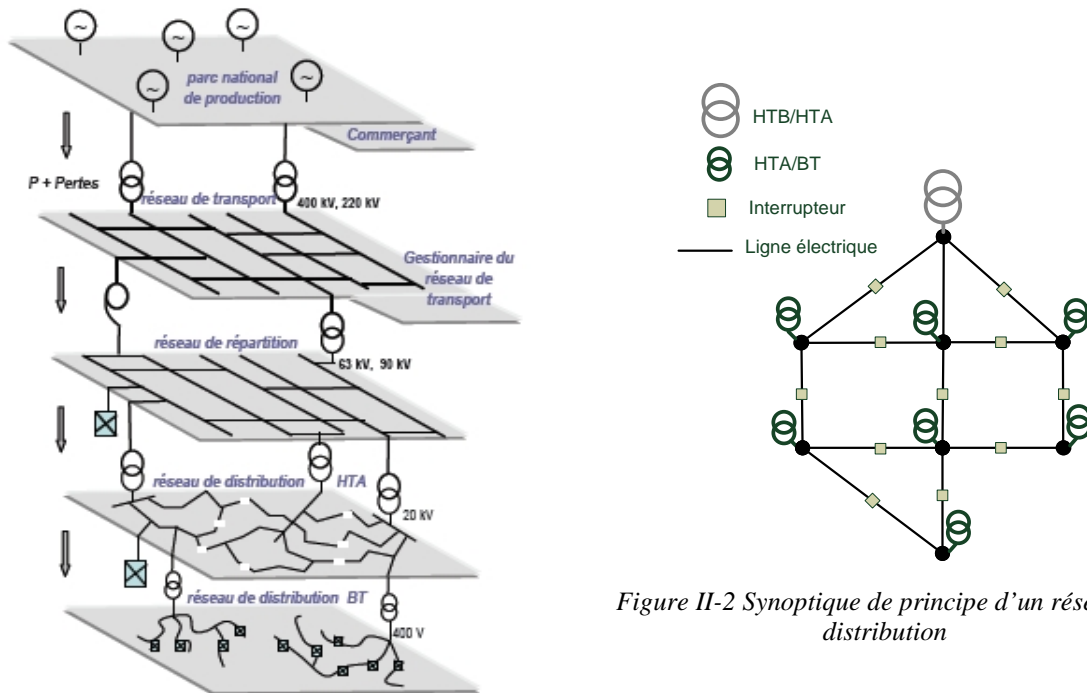 parc national
de production
Commerçant
P + Pertes
réseau de transport
400 kV, 220 kV
Gestionnaire du
réseau de
transport
réseau de répartition
63 kV, 90 kV
réseau de distribution HTA
20 kV
réseau de distribution BT
400 V
HTB/HTA
HTA/BT
Interrupteur
Ligne électrique
Figure II-2 Synoptique de principe d'un rése
distribution